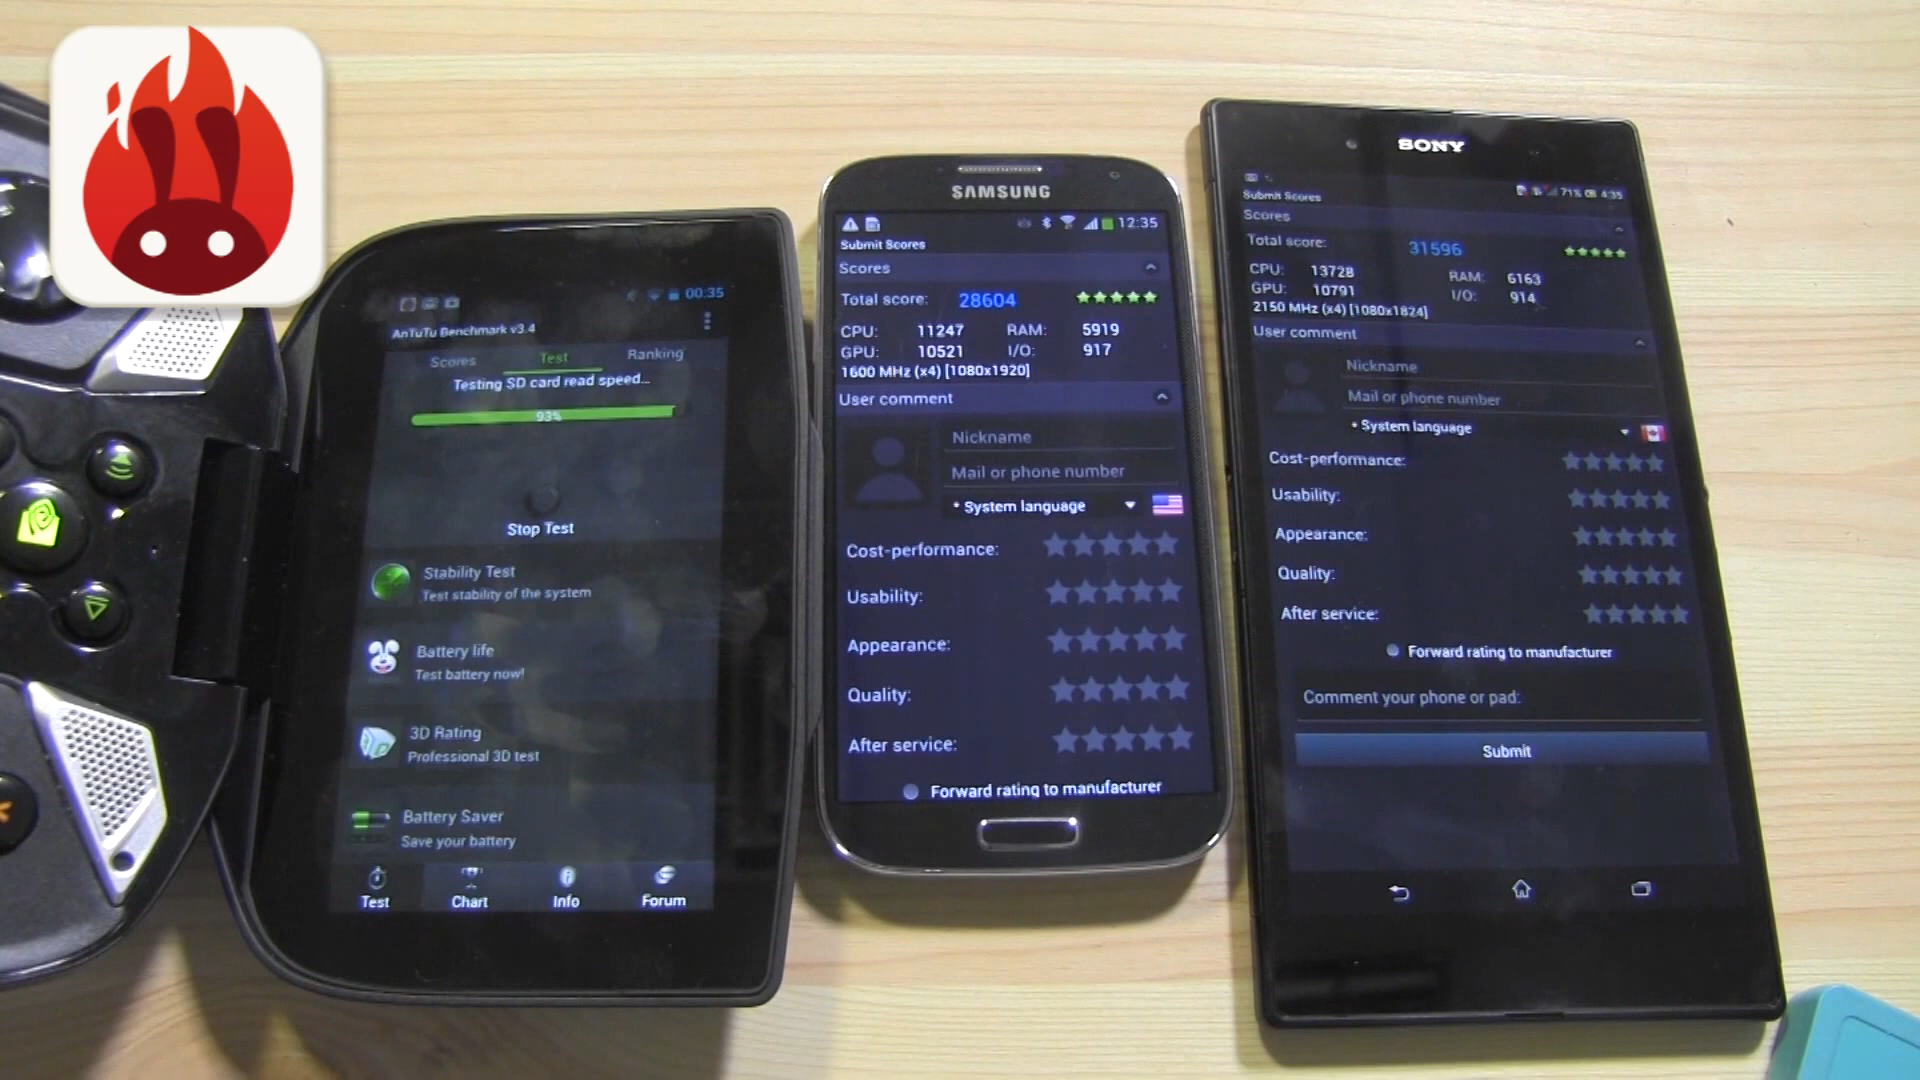 00:35
AnTuTu Benchmark v3.4
Scores Test Ranking
Testing SD card read speed...
93%
Stop Test
Stability Test
Test stability of the system
Battery life
Test battery now!
3D Rating
Professional 3D test
Battery Saver
Save your battery
Test Chart Info Forum
SAMSUNG
12:35
Submit Scores
Scores
Total score: 28604
CPU: 11247 RAM: 5919
GPU: 10521 I/O: 917
1600 MHz (x4) [1080x1920]
User comment
Nickname
Mail or phone number
* System language
Cost-performance:
Usability:
Appearance:
Quality:
After service:
Forward rating to manufacturer
SONY
71% 4:35
Submit Scores
Scores
Total score: 31596
CPU: 13728 RAM: 6163
GPU: 10791 I/O: 914
2150 MHz (x4) [1080x1824]
User comment
Nickname
Mail or phone number
* System language
Cost-performance:
Usability:
Appearance:
Quality:
After service:
Forward rating to manufacturer
Comment your phone or pad:
Submit